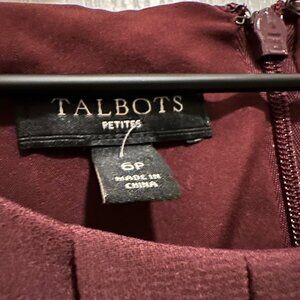 TALBOTS
PETITES
6P
MADE IN
CHINA